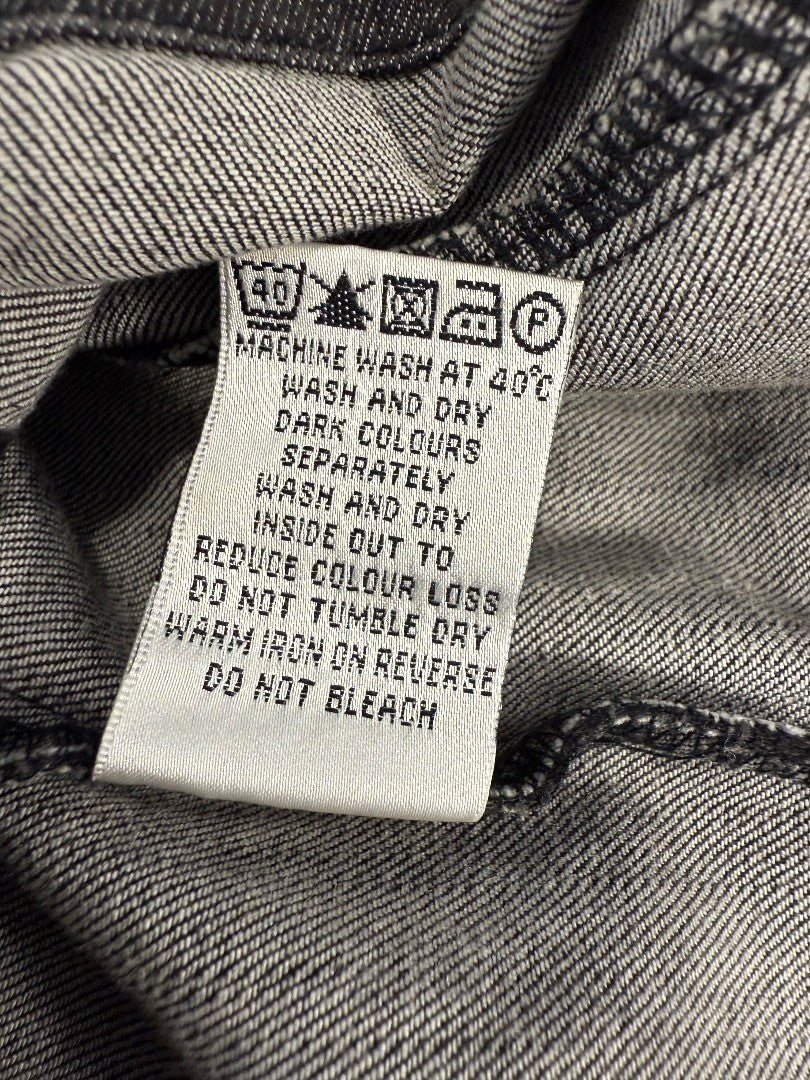 40 P
MACHINE WASH AT 40°C
WASH AND DRY
DARK COLOURS
SEPARATELY
WASH AND DRY
INSIDE OUT TO
REDUCE COLOUR LOSS
DO NOT TUMBLE DRY
WARM IRON ON REVERSE
DO NOT BLEACH